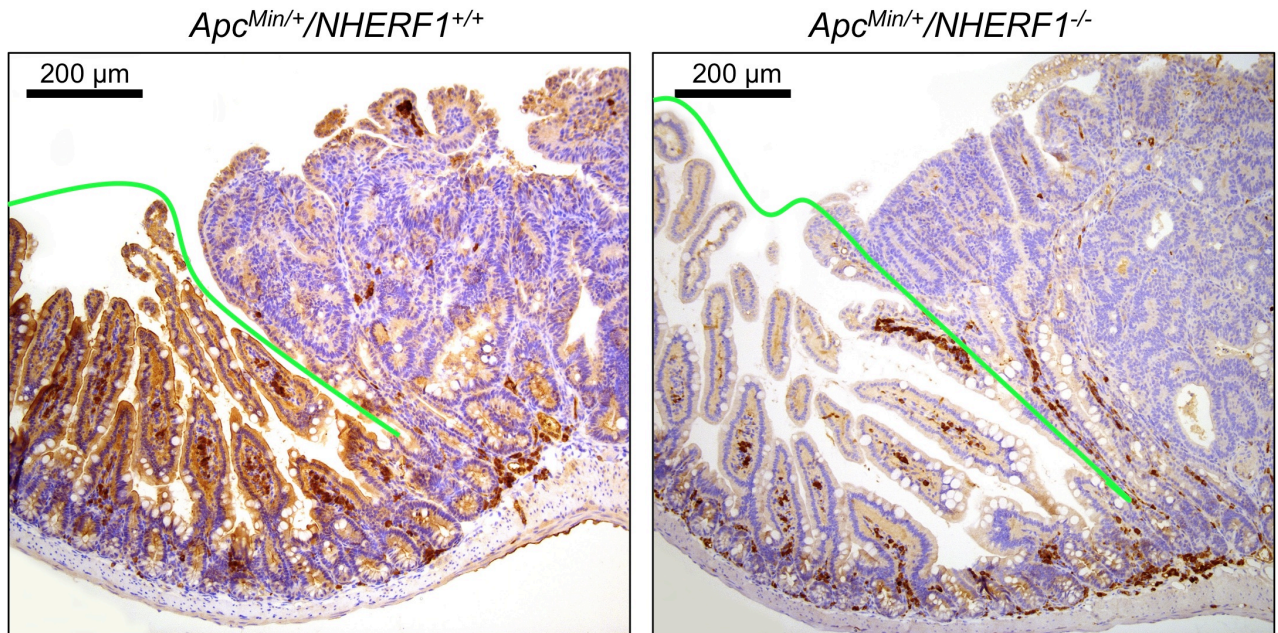 Apc^Min/+/NHERF1^+/+
Apc^Min/+/NHERF1^-/-
200 µm
200 µm